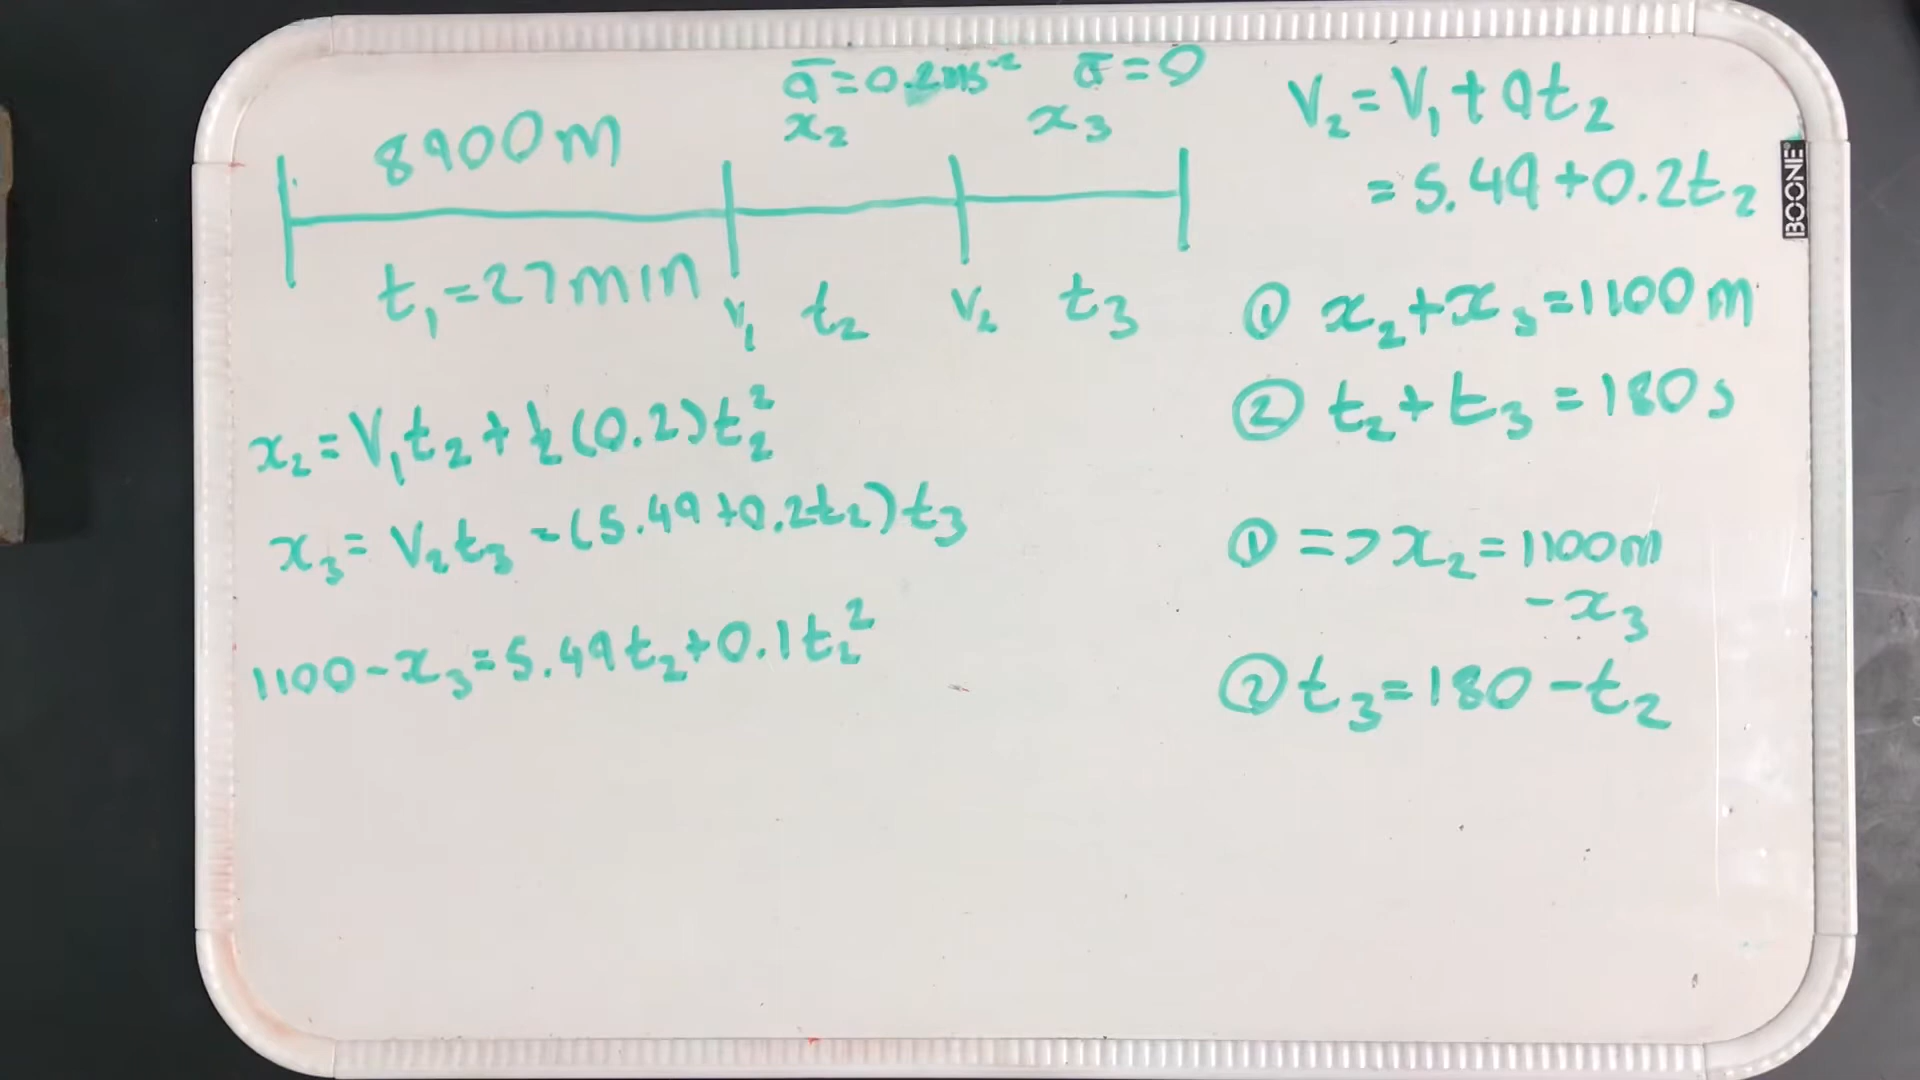 8900m
ā=0.2ms⁻² ā=0
x₂ x₃
t₁=27min v₁ t₂ v₂ t₃
x₂=V₁t₂+½(0.2)t₂²
x₃=V₂t₃=(5.49+0.2t₂)t₃
1100-x₃=5.49t₂+0.1t₂²
V₂=V₁+at₂
=5.49+0.2t₂
① x₂+x₃=1100m
② t₂+t₃=180s
① =>x₂=1100m
-x₃
② t₃=180-t₂
BOONE